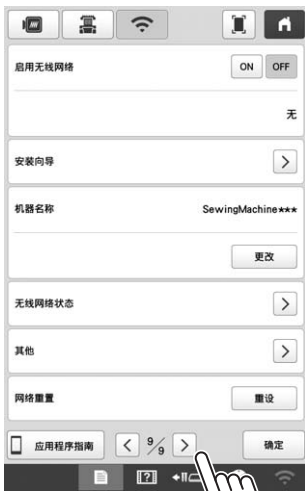 启用无线网络 ON OFF
无
安装向导
机器名称 SewingMachine***
更改
无线网络状态
其他
网络重置 重设
应用程序指南 9/9 确定